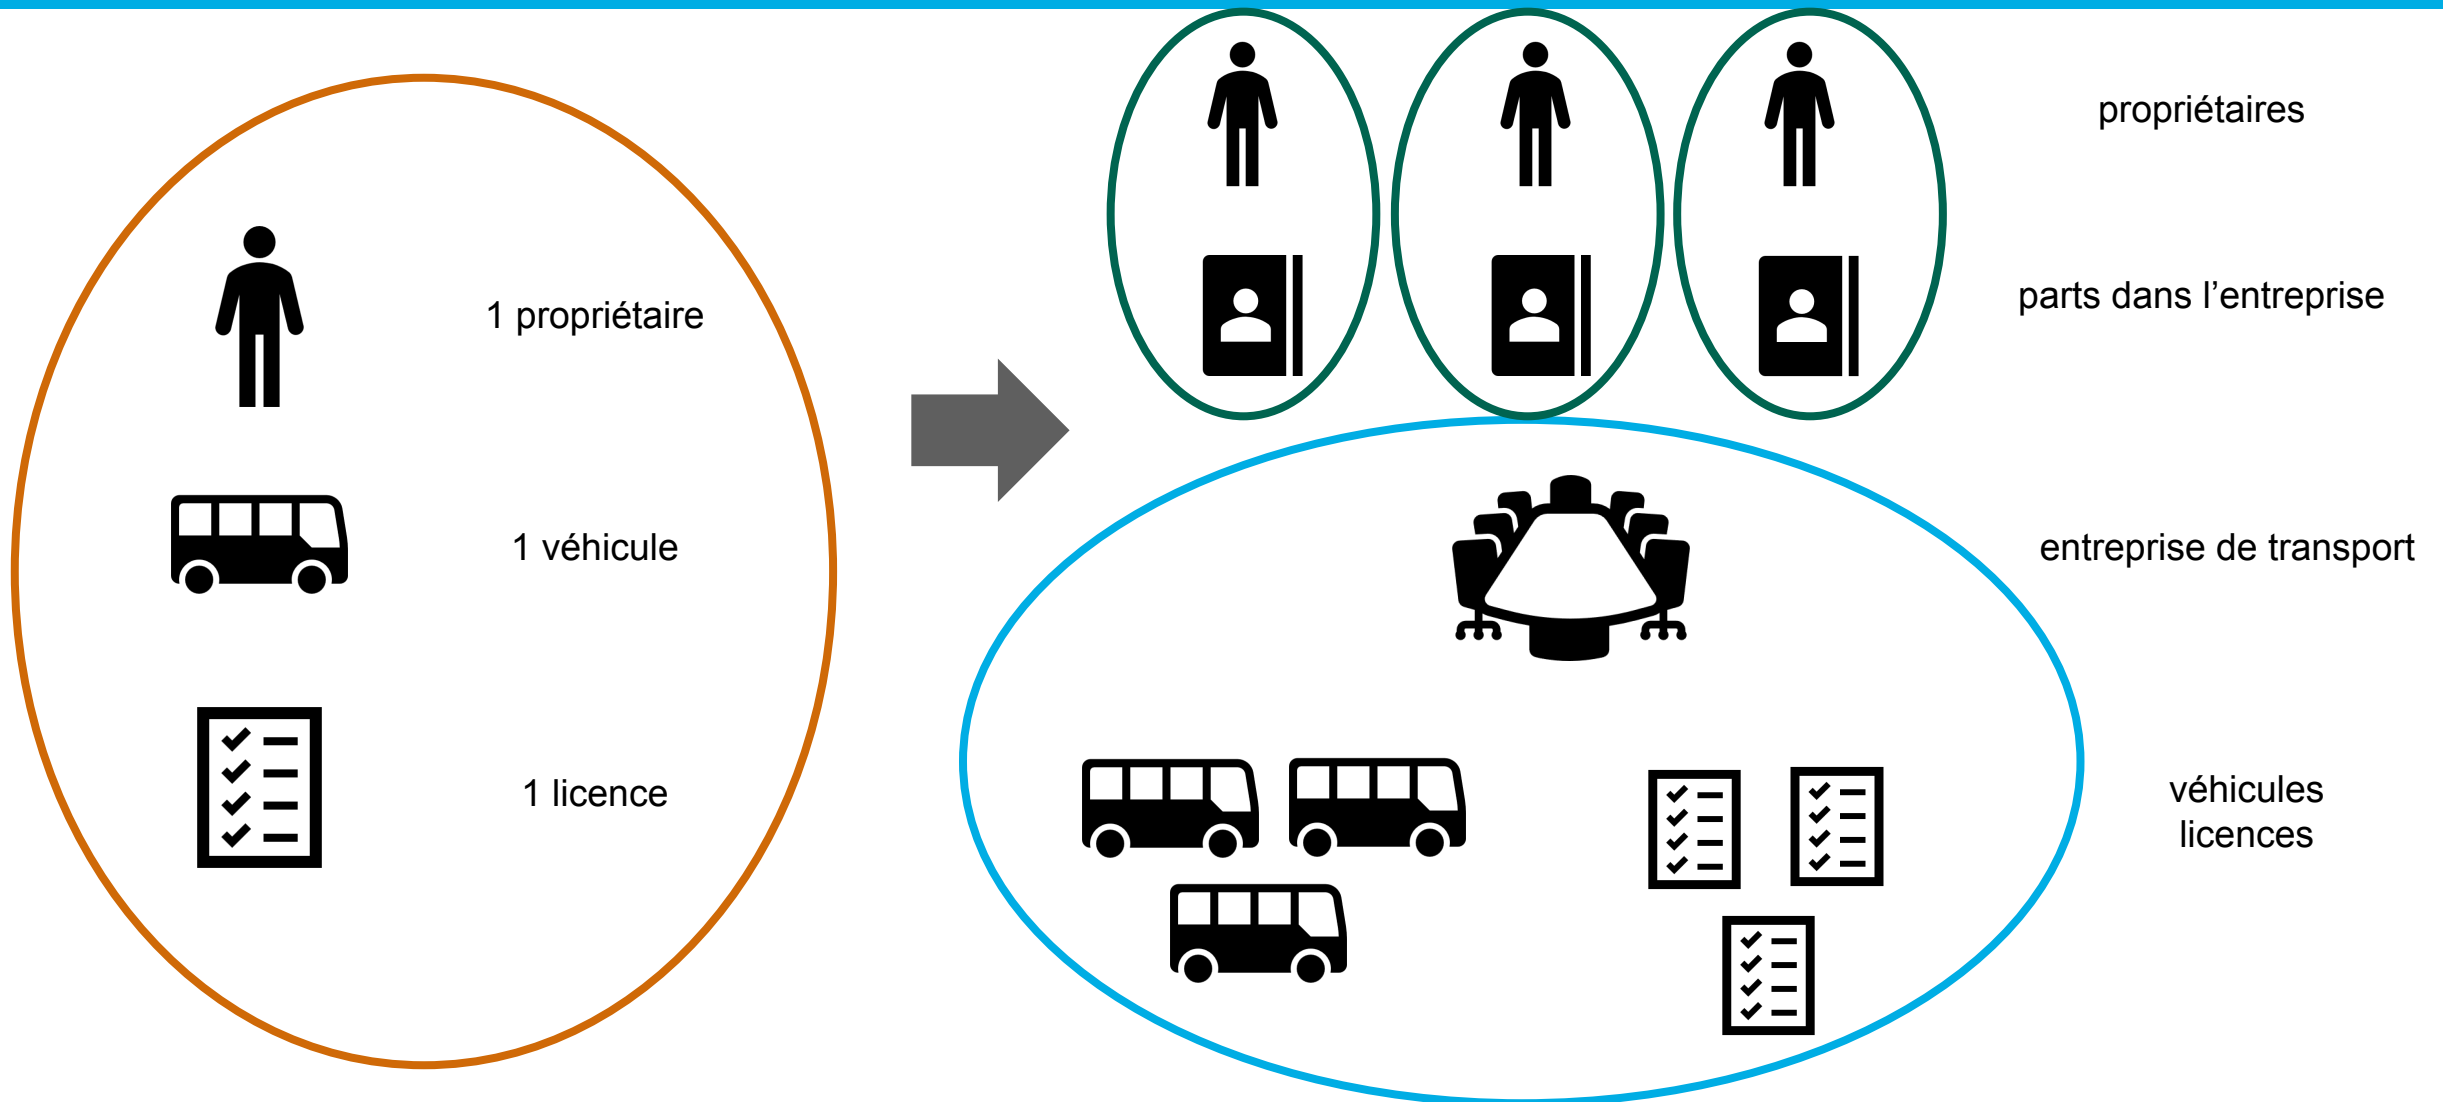 1 propriétaire
1 véhicule
1 licence
propriétaires
parts dans l’entreprise
entreprise de transport
véhicules
licences